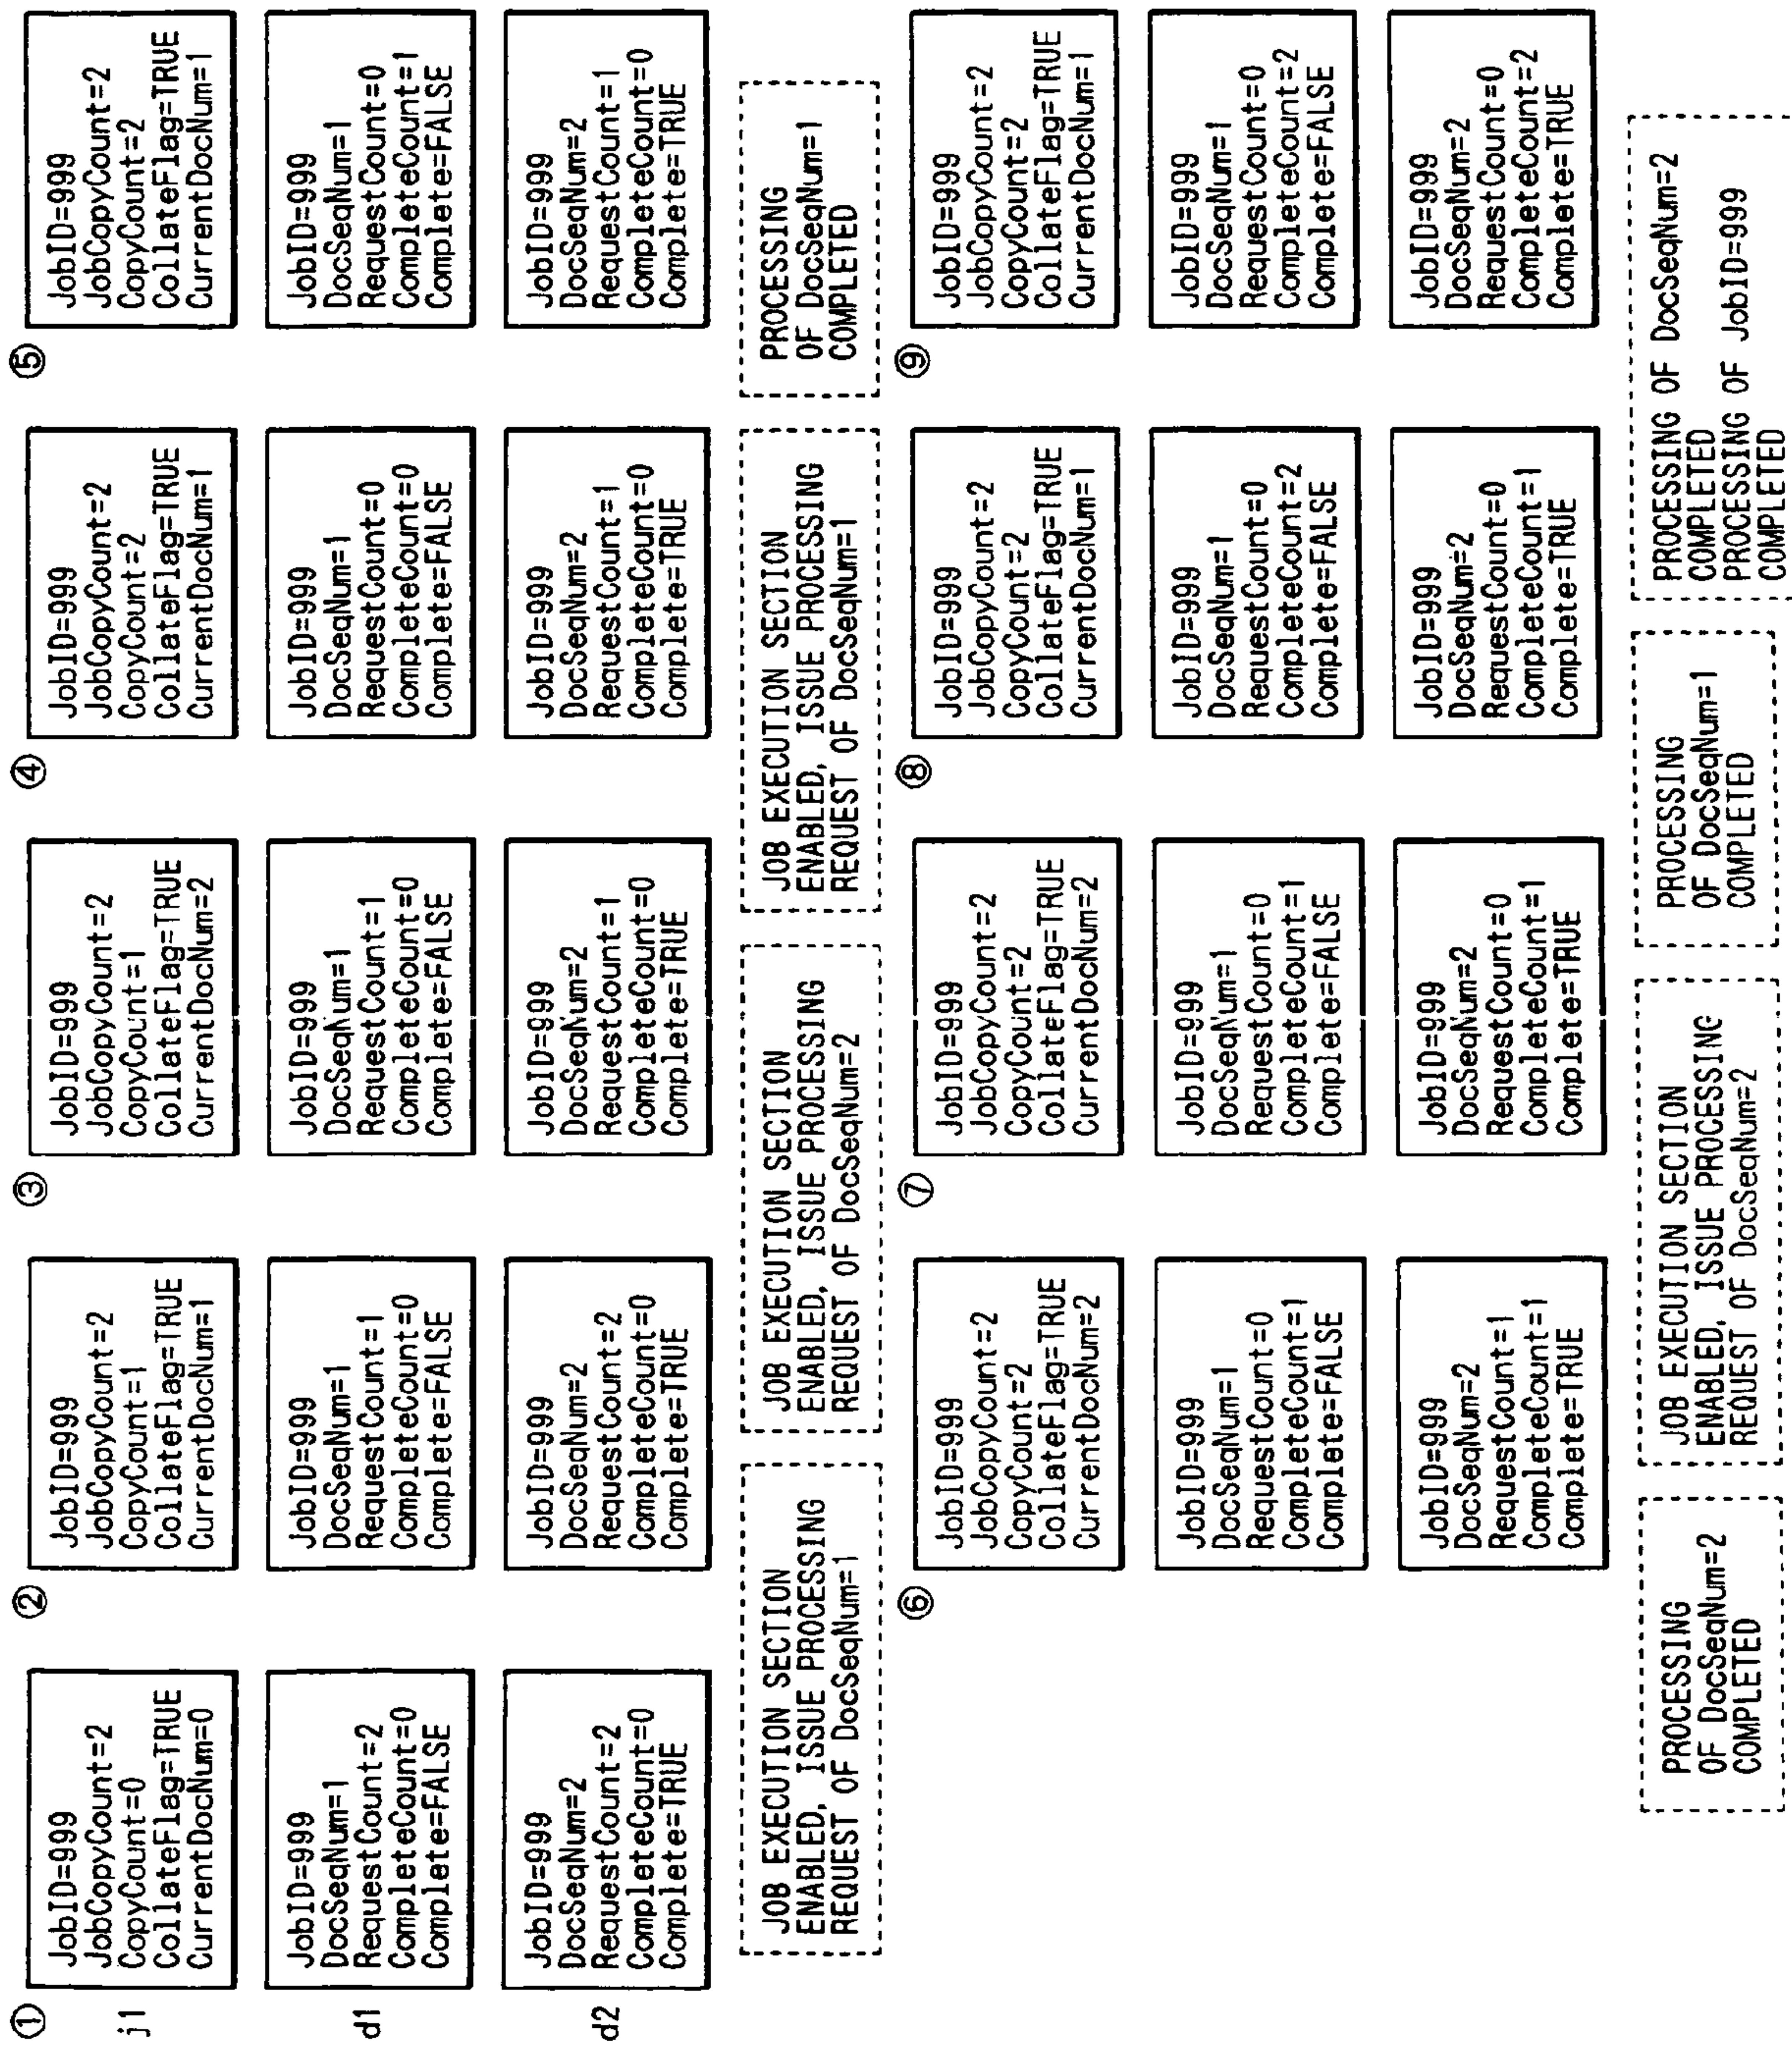 ①
j1
JobID=999
JobCopyCount=2
CopyCount=0
CollateFlag=TRUE
CurrentDocNum=0
d1
JobID=999
DocSeqNum=1
RequestCount=2
CompleteCount=0
Complete=FALSE
d2
JobID=999
DocSeqNum=2
RequestCount=2
CompleteCount=0
Complete=TRUE
②
JobID=999
JobCopyCount=2
CopyCount=1
CollateFlag=TRUE
CurrentDocNum=1
JobID=999
DocSeqNum=1
RequestCount=1
CompleteCount=0
Complete=FALSE
JobID=999
DocSeqNum=2
RequestCount=2
CompleteCount=0
Complete=TRUE
③
JobID=999
JobCopyCount=2
CopyCount=1
CollateFlag=TRUE
CurrentDocNum=2
JobID=999
DocSeqNum=1
RequestCount=1
CompleteCount=0
Complete=FALSE
JobID=999
DocSeqNum=2
RequestCount=1
CompleteCount=0
Complete=TRUE
④
JobID=999
JobCopyCount=2
CopyCount=2
CollateFlag=TRUE
CurrentDocNum=1
JobID=999
DocSeqNum=1
RequestCount=0
CompleteCount=0
Complete=FALSE
JobID=999
DocSeqNum=2
RequestCount=1
CompleteCount=0
Complete=TRUE
⑤
JobID=999
JobCopyCount=2
CopyCount=2
CollateFlag=TRUE
CurrentDocNum=1
JobID=999
DocSeqNum=1
RequestCount=0
CompleteCount=1
Complete=FALSE
JobID=999
DocSeqNum=2
RequestCount=1
CompleteCount=0
Complete=TRUE
JOB EXECUTION SECTION
ENABLED, ISSUE PROCESSING
REQUEST OF DocSeqNum=1
JOB EXECUTION SECTION
ENABLED, ISSUE PROCESSING
REQUEST OF DocSeqNum=2
JOB EXECUTION SECTION
ENABLED, ISSUE PROCESSING
REQUEST OF DocSeqNum=1
PROCESSING
OF DocSeqNum=1
COMPLETED
⑥
JobID=999
JobCopyCount=2
CopyCount=2
CollateFlag=TRUE
CurrentDocNum=2
JobID=999
DocSeqNum=1
RequestCount=0
CompleteCount=1
Complete=FALSE
JobID=999
DocSeqNum=2
RequestCount=1
CompleteCount=1
Complete=TRUE
⑦
JobID=999
JobCopyCount=2
CopyCount=2
CollateFlag=TRUE
CurrentDocNum=2
JobID=999
DocSeqNum=1
RequestCount=0
CompleteCount=1
Complete=FALSE
JobID=999
DocSeqNum=2
RequestCount=0
CompleteCount=1
Complete=TRUE
⑧
JobID=999
JobCopyCount=2
CopyCount=2
CollateFlag=TRUE
CurrentDocNum=1
JobID=999
DocSeqNum=1
RequestCount=0
CompleteCount=2
Complete=FALSE
JobID=999
DocSeqNum=2
RequestCount=0
CompleteCount=1
Complete=TRUE
⑨
JobID=999
JobCopyCount=2
CopyCount=2
CollateFlag=TRUE
CurrentDocNum=1
JobID=999
DocSeqNum=1
RequestCount=0
CompleteCount=2
Complete=FALSE
JobID=999
DocSeqNum=2
RequestCount=0
CompleteCount=2
Complete=TRUE
PROCESSING
OF DocSeqNum=2
COMPLETED
JOB EXECUTION SECTION
ENABLED, ISSUE PROCESSING
REQUEST OF DocSeqNum=2
PROCESSING
OF DocSeqNum=1
COMPLETED
PROCESSING OF DocSeqNum=2
COMPLETED
PROCESSING OF JobID=999
COMPLETED